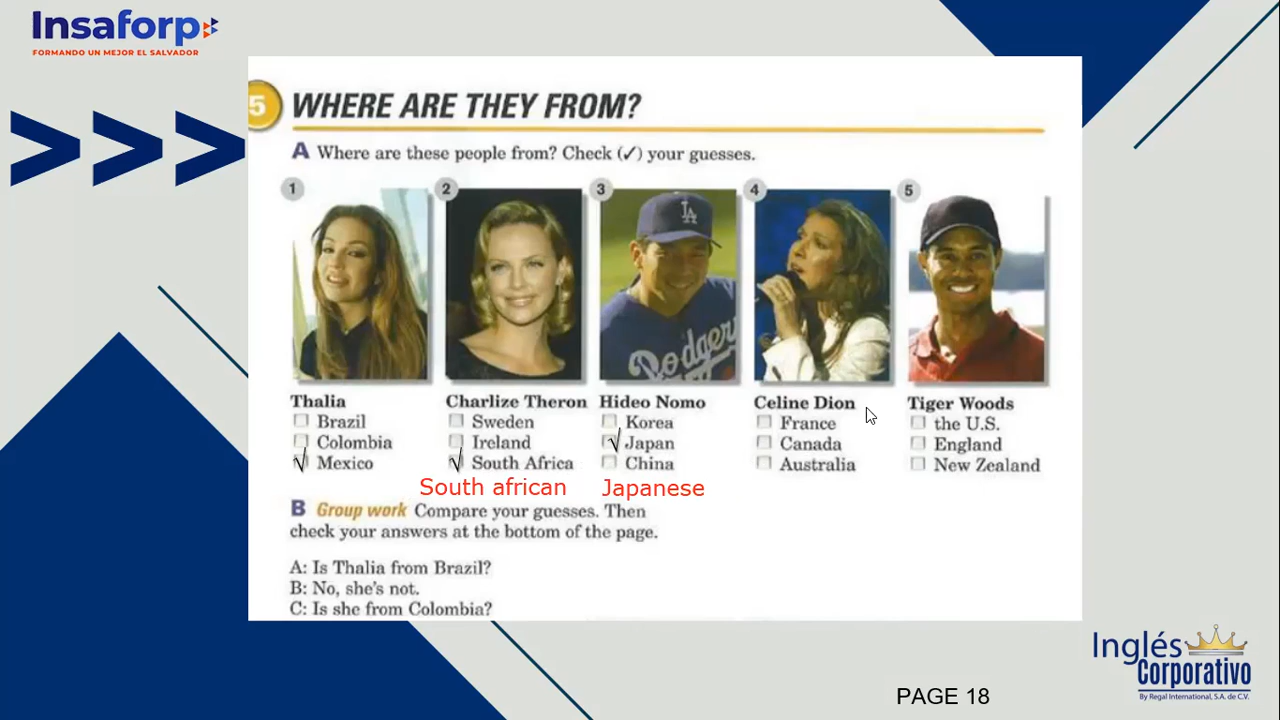 Insaforp
FORMANDO UN MEJOR EL SALVADOR
5 WHERE ARE THEY FROM?
A Where are these people from? Check (✓) your guesses.
1 2 3 4 5
LA
Dodgers
Thalia
Brazil
Colombia
√ Mexico
Charlize Theron
Sweden
Ireland
√ South Africa
South african
Hideo Nomo
Korea
√ Japan
China
Japanese
Celine Dion
France
Canada
Australia
Tiger Woods
the U.S.
England
New Zealand
B Group work Compare your guesses. Then
check your answers at the bottom of the page.
A: Is Thalia from Brazil?
B: No, she's not.
C: Is she from Colombia?
Inglés
Corporativo
By Regal International, S.A. de C.V.
PAGE 18